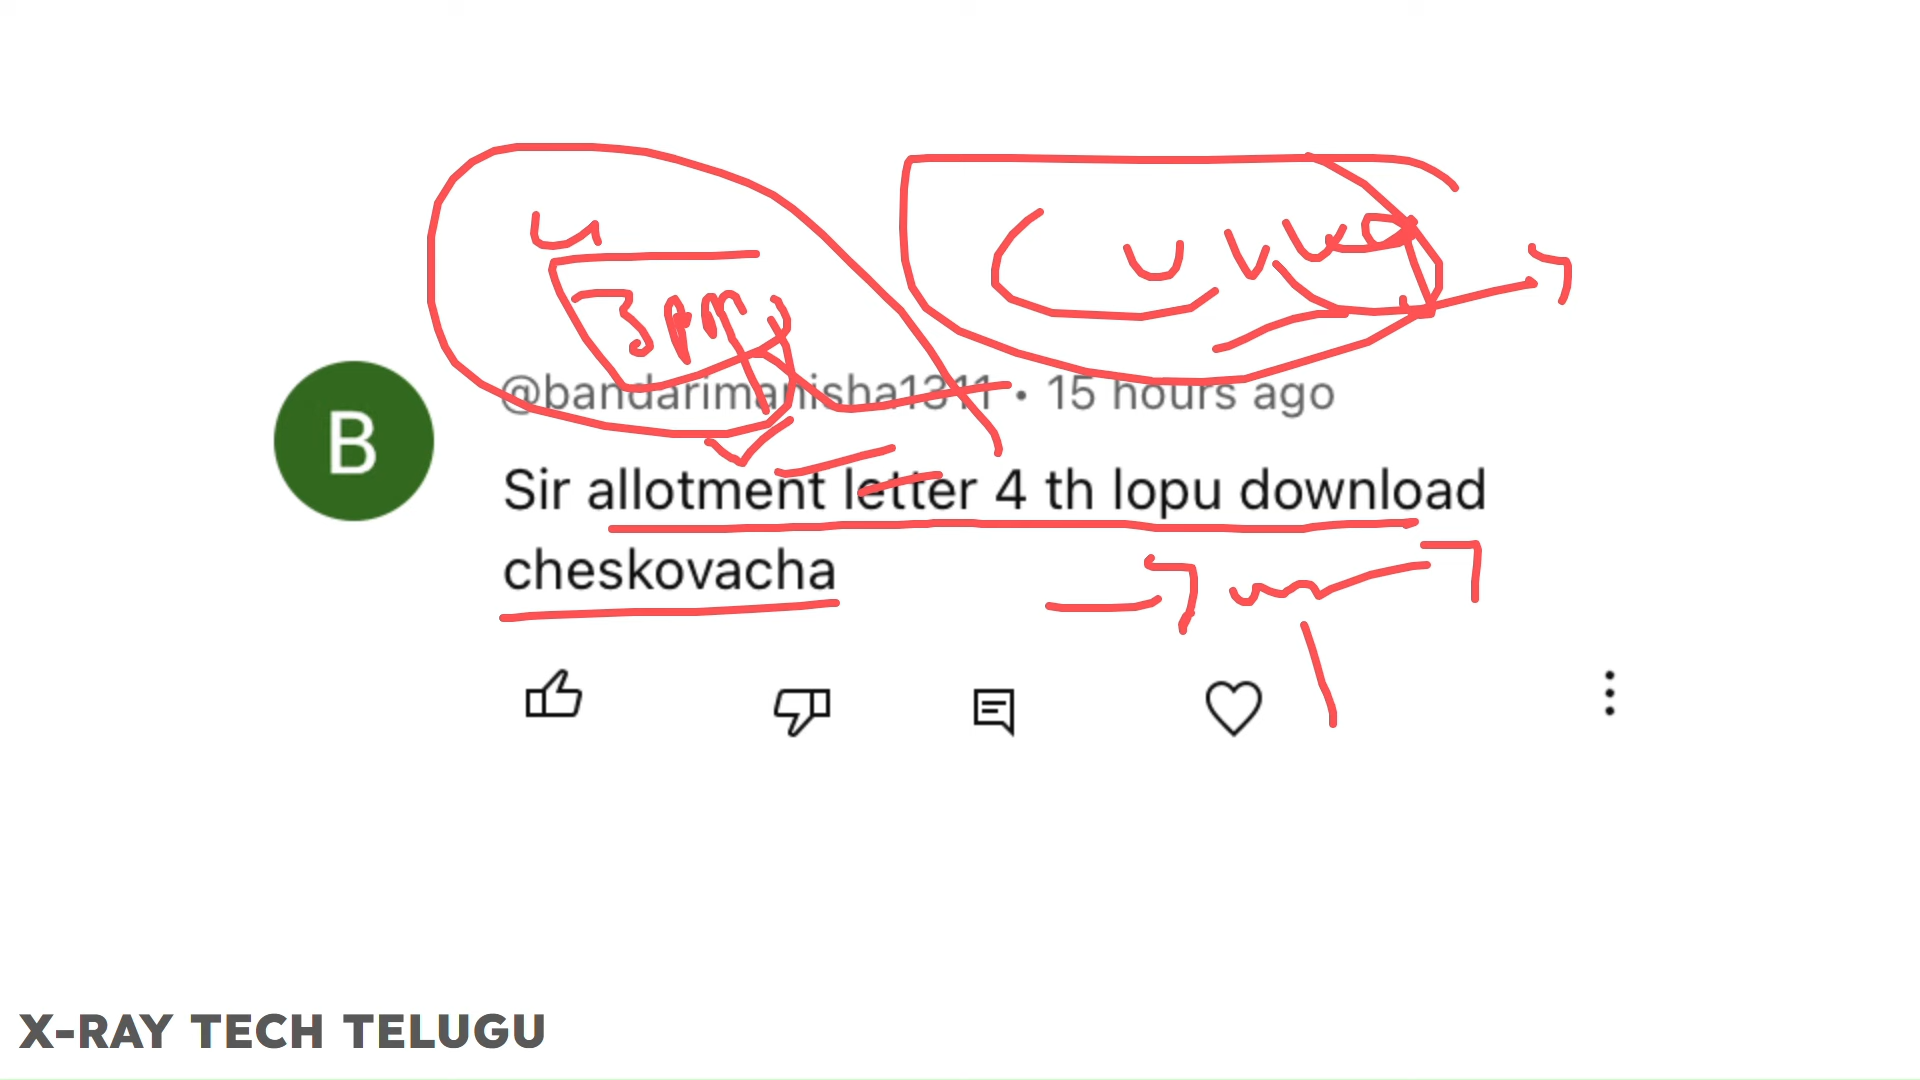 @bandarimanisha1311 • 15 hours ago
B
Sir allotment letter 4 th lopu download
cheskovacha
X-RAY TECH TELUGU